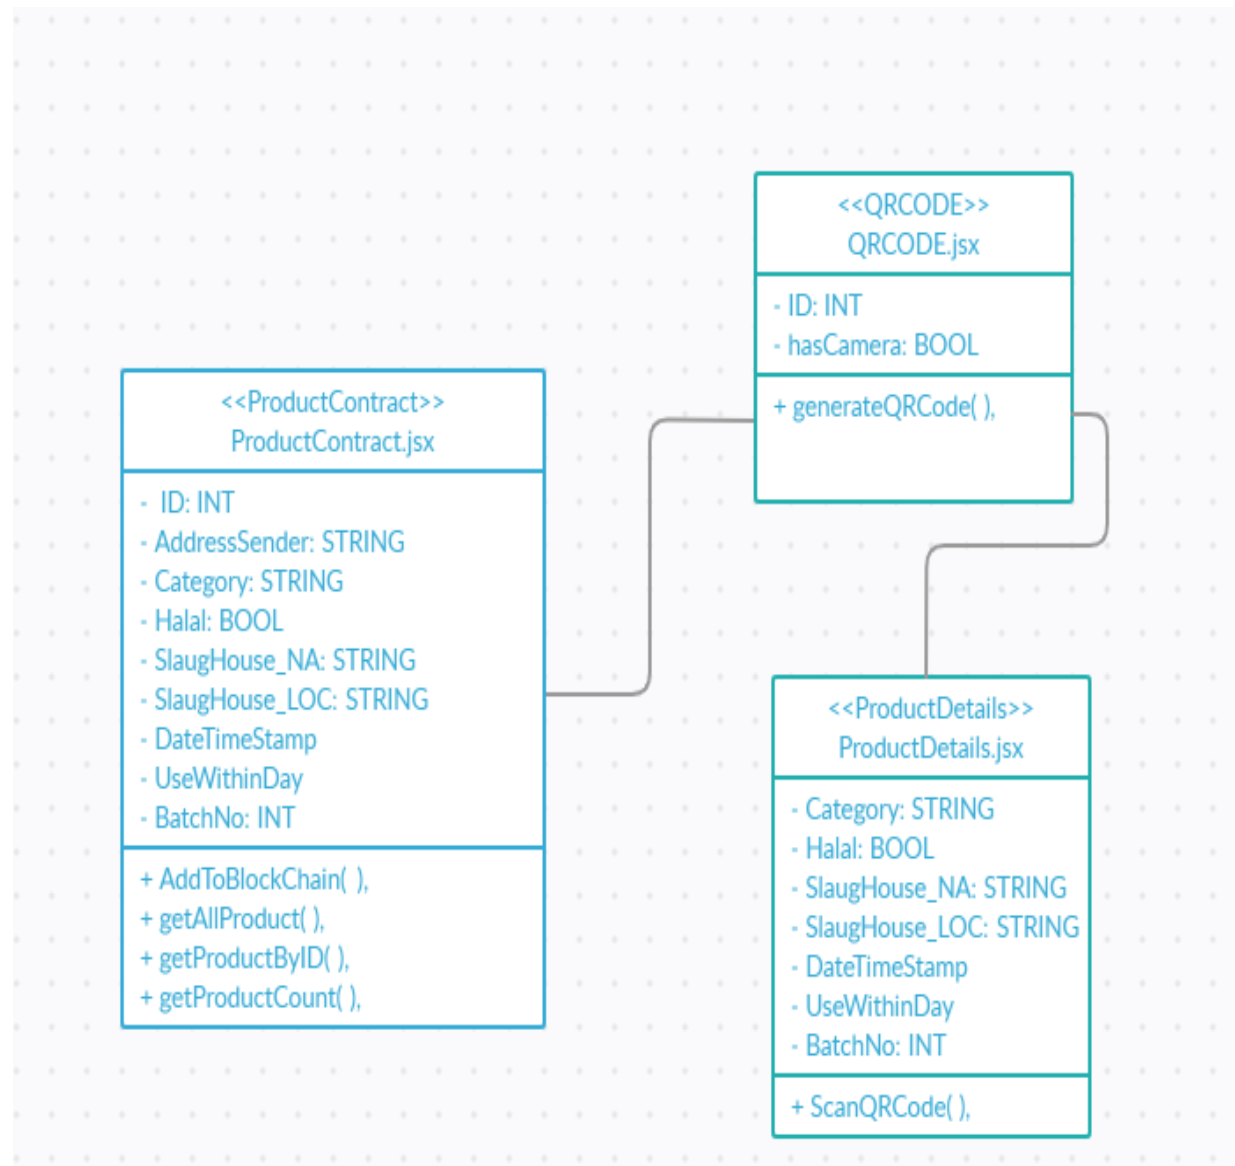 <<QRCODE>>
QRCODE.jsx
- ID: INT
- hasCamera: BOOL
+ generateQRCode( ),
<<ProductContract>>
ProductContract.jsx
- ID: INT
- AddressSender: STRING
- Category: STRING
- Halal: BOOL
- SlaugHouse_NA: STRING
- SlaugHouse_LOC: STRING
- DateTimeStamp
- UseWithinDay
- BatchNo: INT
+ AddToBlockChain( ),
+ getAllProduct( ),
+ getProductByID( ),
+ getProductCount( ),
<<ProductDetails>>
ProductDetails.jsx
- Category: STRING
- Halal: BOOL
- SlaugHouse_NA: STRING
- SlaugHouse_LOC: STRING
- DateTimeStamp
- UseWithinDay
- BatchNo: INT
+ ScanQRCode( ),